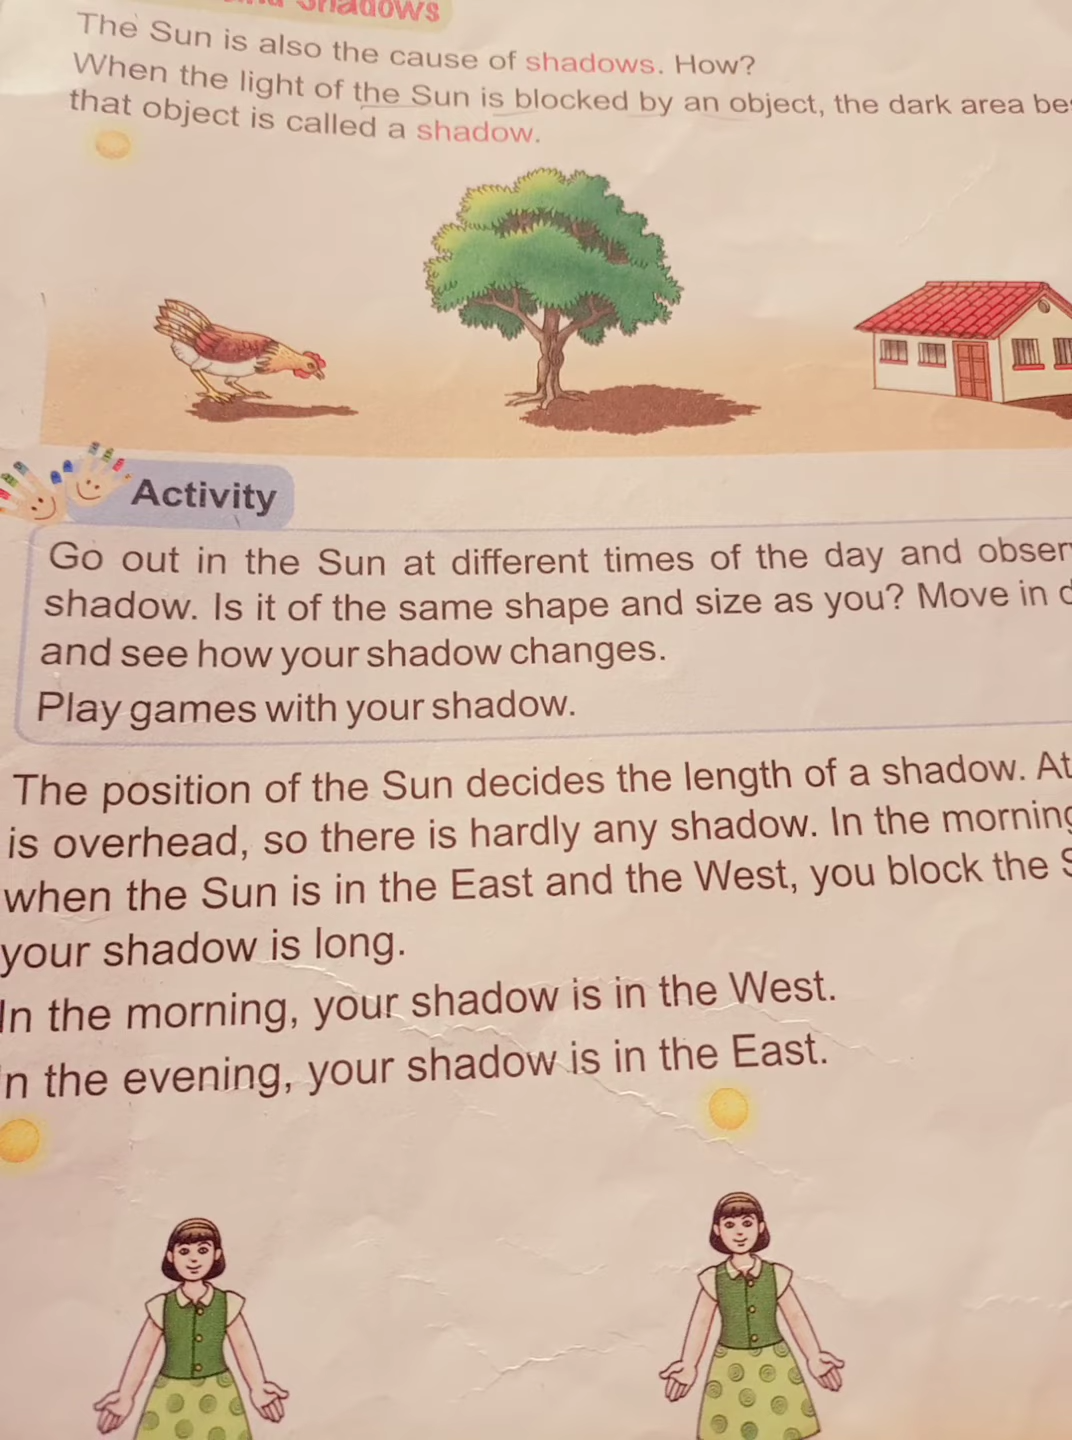 Shadows
The Sun is also the cause of shadows. How?
When the light of the Sun is blocked by an object, the dark area
that object is called a shadow.
Activity
Go out in the Sun at different times of the day and
shadow. Is it of the same shape and size as you? Move in
and see how your shadow changes.
Play games with your shadow.
The position of the Sun decides the length of a shadow. At
is overhead, so there is hardly any shadow. In the morning
when the Sun is in the East and the West, you block the
your shadow is long.
In the morning, your shadow is in the West.
In the evening, your shadow is in the East.